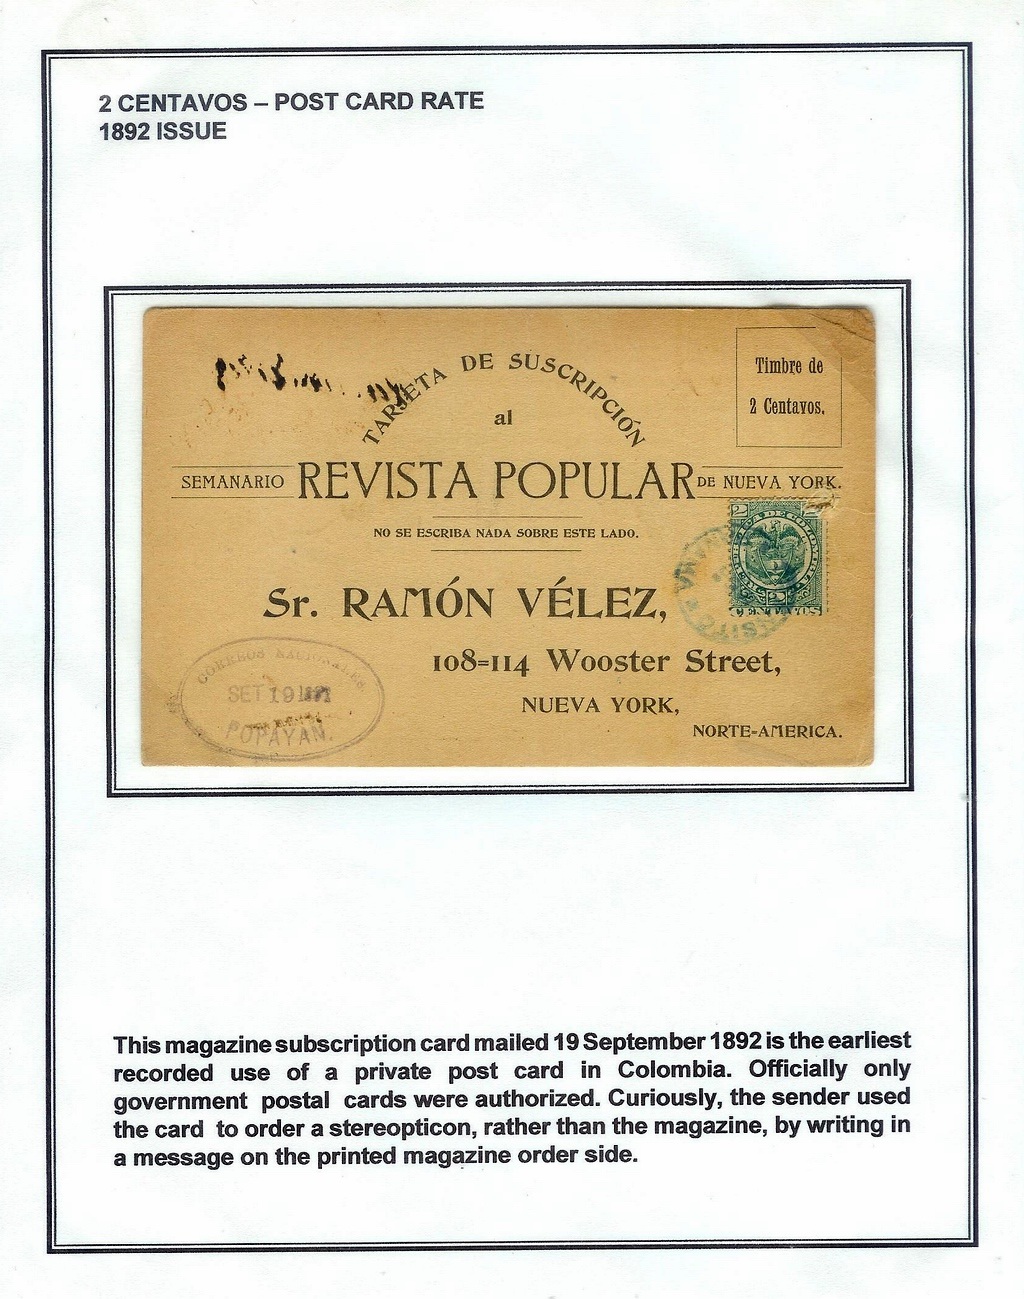 2 CENTAVOS – POST CARD RATE
1892 ISSUE
TARJETA DE SUSCRIPCIÓN
al
Timbre de
2 Centavos.
SEMANARIO REVISTA POPULAR DE NUEVA YORK.
NO SE ESCRIBA NADA SOBRE ESTE LADO.
2
2
CENTAVOS
Sr. RAMÓN VÉLEZ,
108=114 Wooster Street,
NUEVA YORK,
NORTE=AMERICA.
CORREOS NACIONALES
SET 19
POPAYAN.
This magazine subscription card mailed 19 September 1892 is the earliest
recorded use of a private post card in Colombia. Officially only
government postal cards were authorized. Curiously, the sender used
the card to order a stereopticon, rather than the magazine, by writing in
a message on the printed magazine order side.